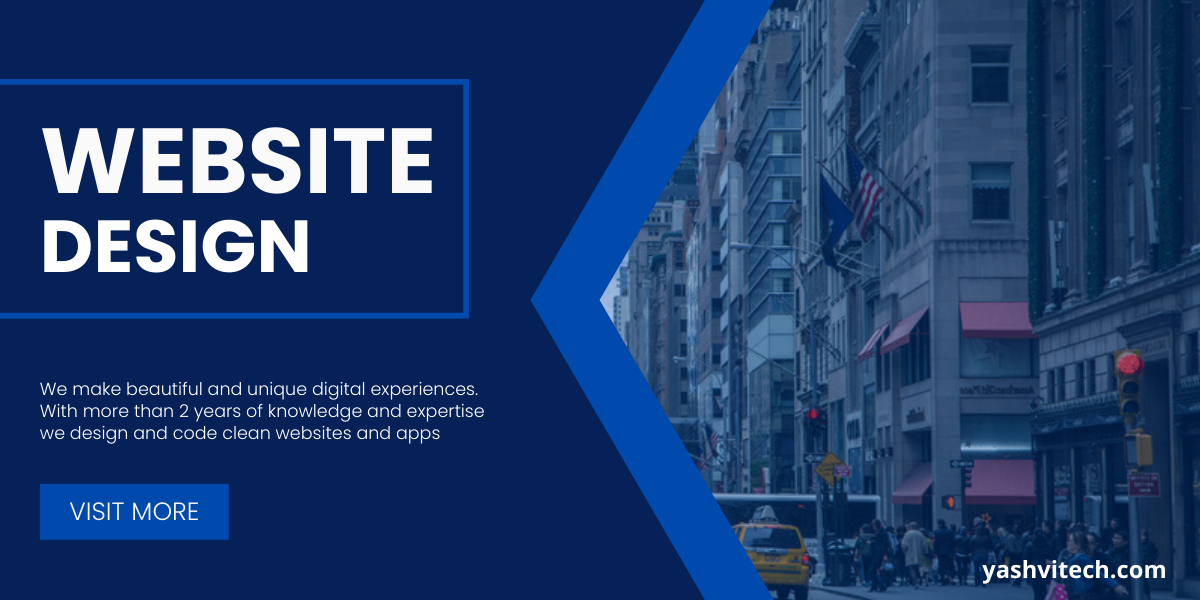 WEBSITE
DESIGN
We make beautiful and unique digital experiences.
With more than 2 years of knowledge and expertise
we design and code clean websites and apps
VISIT MORE
yashvitech.com